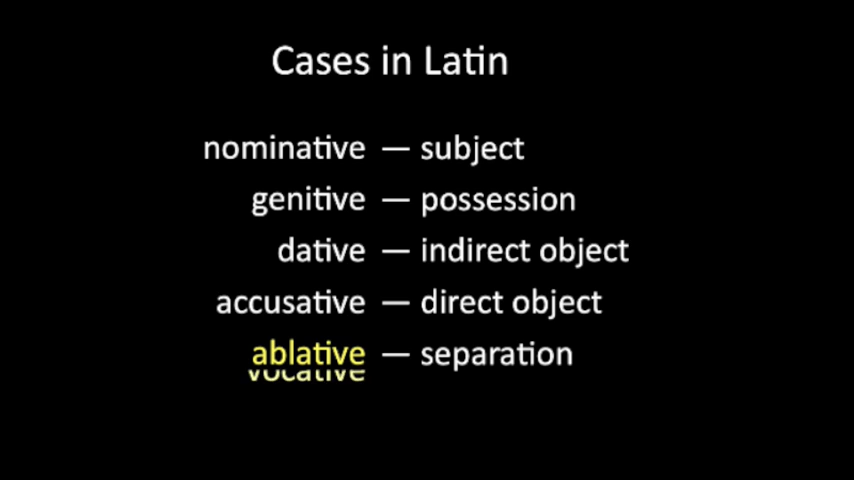 Cases in Latin
nominative — subject
genitive — possession
dative — indirect object
accusative — direct object
ablative — separation
vocative